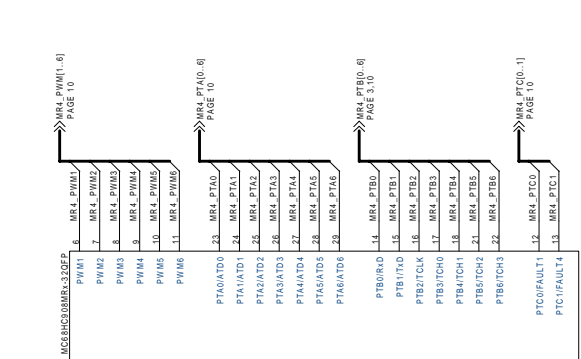 MR4_PWM[1..6]
PAGE 10
MR4_PTA[0..6]
PAGE 10
MR4_PTB[0..6]
PAGE 3,10
MR4_PTC[0..1]
PAGE 10
MR4_PWM1
MR4_PWM2
MR4_PWM3
MR4_PWM4
MR4_PWM5
MR4_PWM6
MR4_PTA0
MR4_PTA1
MR4_PTA2
MR4_PTA3
MR4_PTA4
MR4_PTA5
MR4_PTA6
MR4_PTB0
MR4_PTB1
MR4_PTB2
MR4_PTB3
MR4_PTB4
MR4_PTB5
MR4_PTB6
MR4_PTC0
MR4_PTC1
6
7
8
9
10
11
23
24
25
26
27
28
29
14
15
16
17
18
21
22
12
13
MC68HC908MRx-32QFP
PWM1
PWM2
PWM3
PWM4
PWM5
PWM6
PTA0/ATD0
PTA1/ATD1
PTA2/ATD2
PTA3/ATD3
PTA4/ATD4
PTA5/ATD5
PTA6/ATD6
PTB0/RxD
PTB1/TxD
PTB2/TCLK
PTB3/TCH0
PTB4/TCH1
PTB5/TCH2
PTB6/TCH3
PTC0/FAULT1
PTC1/FAULT4